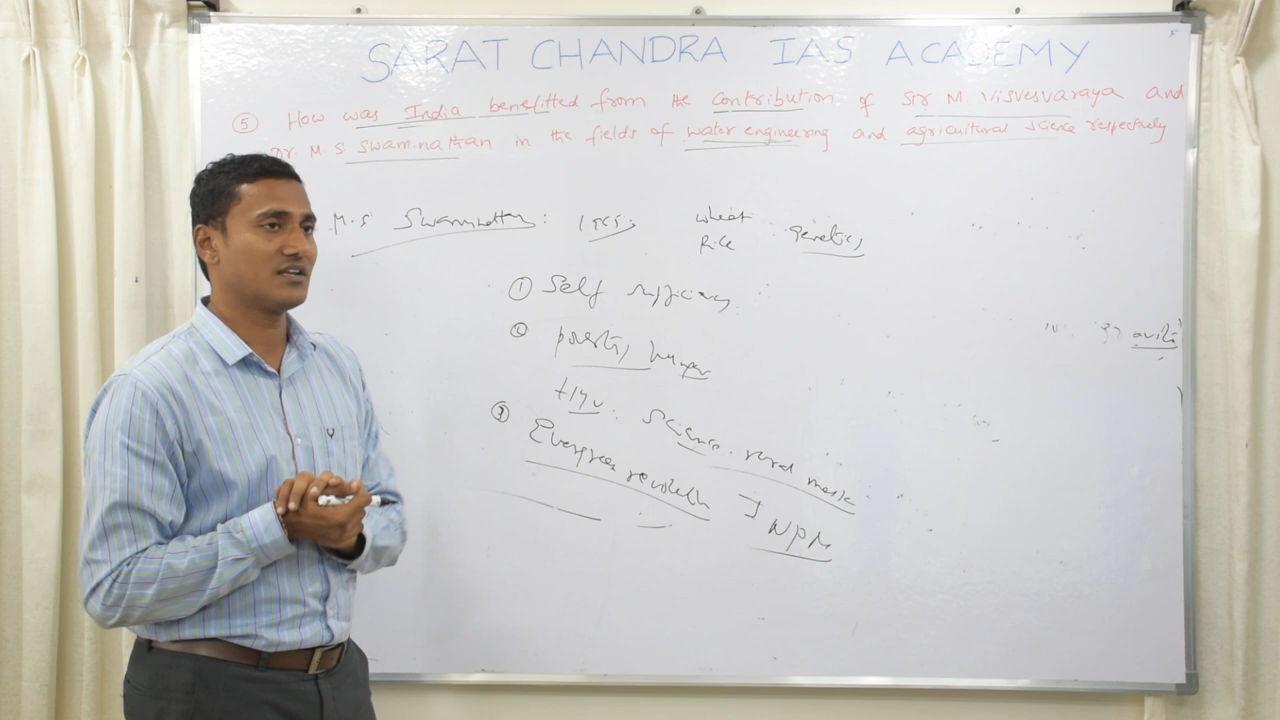 SARAT CHANDRA IAS ACADEMY
⑤ How was India benefitted from the contribution of Sir M Visvesvaraya and
Dr. M. S Swaminathan in the fields of water engineering and agricultural science respectively
M.S Swaminathan : wheat
Rice genetics
① Self sufficiency
② poverty, hunger
science
③ Evergreen revolution